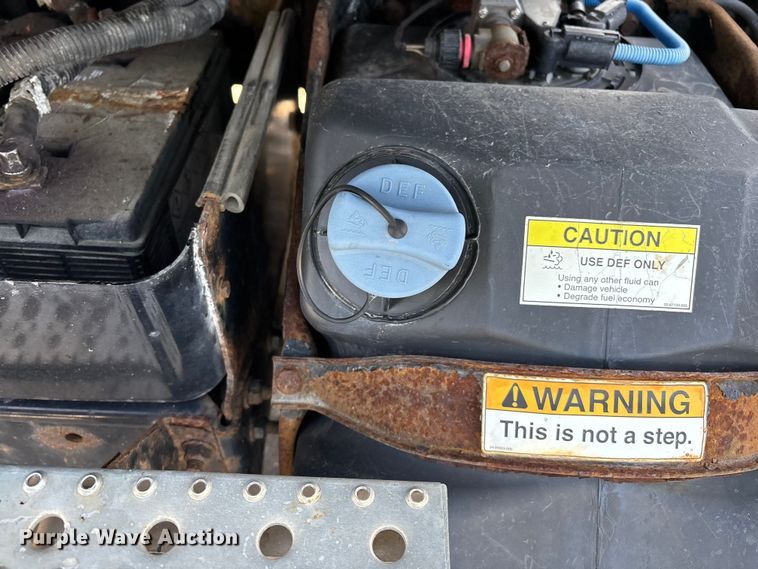 DEF
DEF
CAUTION
USE DEF ONLY
Using any other fluid can
• Damage vehicle
• Degrade fuel economy
WARNING
This is not a step.
Purple Wave Auction